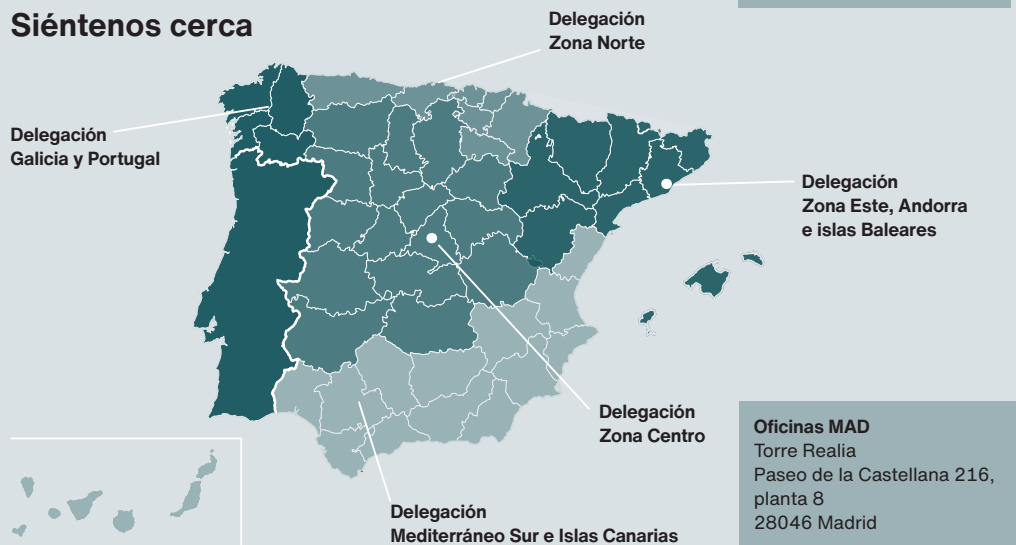 Siéntenos cerca
Delegación
Zona Norte
Delegación
Galicia y Portugal
Delegación
Zona Este, Andorra
e islas Baleares
Delegación
Zona Centro
Delegación
Mediterráneo Sur e Islas Canarias
Oficinas MAD
Torre Realia
Paseo de la Castellana 216,
planta 8
28046 Madrid